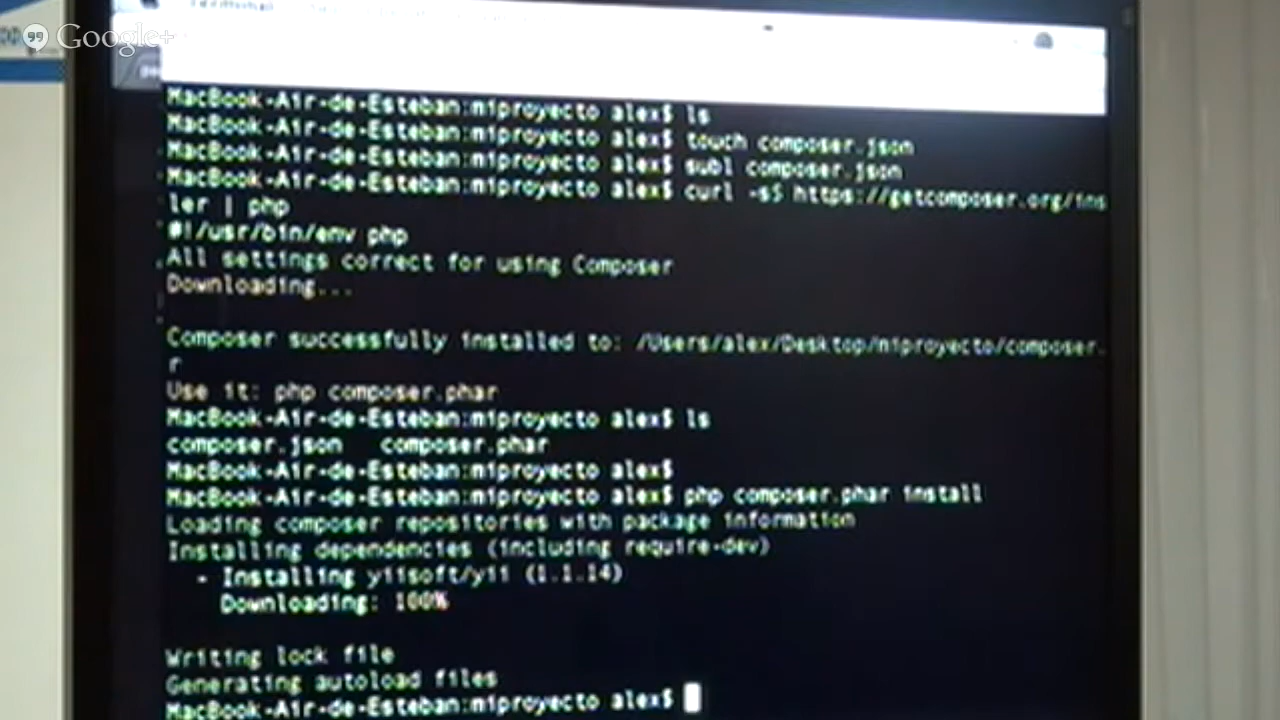 Google+
MacBook-Air-de-Esteban:miproyecto alex$ ls
MacBook-Air-de-Esteban:miproyecto alex$ touch composer.json
MacBook-Air-de-Esteban:miproyecto alex$ subl composer.json
MacBook-Air-de-Esteban:miproyecto alex$ curl -sS https://getcomposer.org/ins
ler | php
#!/usr/bin/env php
All settings correct for using Composer
Downloading...
Composer successfully installed to: /Users/alex/Desktop/miproyecto/composer.
r
Use it: php composer.phar
MacBook-Air-de-Esteban:miproyecto alex$ ls
composer.json composer.phar
MacBook-Air-de-Esteban:miproyecto alex$
MacBook-Air-de-Esteban:miproyecto alex$ php composer.phar install
Loading composer repositories with package information
Installing dependencies (including require-dev)
- Installing yiisoft/yii (1.1.14)
Downloading: 100%
Writing lock file
Generating autoload files
MacBook-Air-de-Esteban:miproyecto alex$